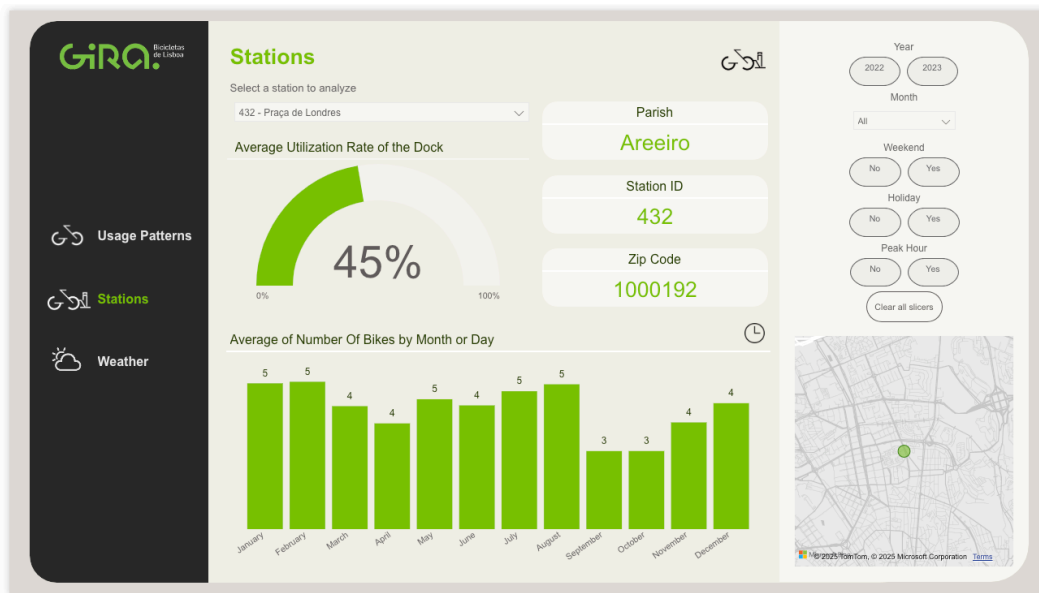 GiRA. Bicicletas
de Lisboa
Usage Patterns
Stations
Weather
Stations
Select a station to analyze
432 - Praça de Londres
Average Utilization Rate of the Dock
45%
0%
100%
Parish
Areeiro
Station ID
432
Zip Code
1000192
Average of Number Of Bikes by Month or Day
5 5 4 4 5 4 5 5 3 3 4 4
January February March April May June July August September October November December
Year
2022 2023
Month
All
Weekend
No Yes
Holiday
No Yes
Peak Hour
No Yes
Clear all slicers
© 2025 TomTom, © 2025 Microsoft Corporation Terms